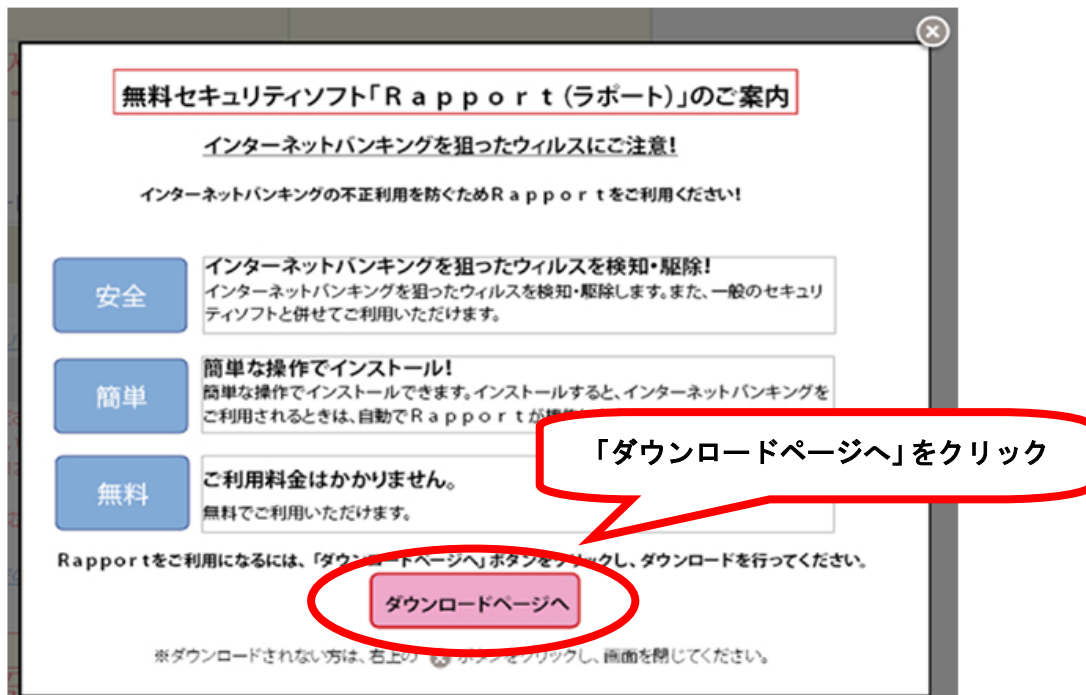 無料セキュリティソフト「Rapport(ラポート)」のご案内
インターネットバンキングを狙ったウィルスにご注意!
インターネットバンキングの不正利用を防ぐためRapportをご利用ください!
安全
インターネットバンキングを狙ったウィルスを検知・駆除!
インターネットバンキングを狙ったウィルスを検知・駆除します。また、一般のセキュリ
ティソフトと併せてご利用いただけます。
簡単
簡単な操作でインストール!
簡単な操作でインストールできます。インストールすると、インターネットバンキングを
ご利用されるときは、自動でRapportが
「ダウンロードページへ」をクリック
無料
ご利用料金はかかりません。
無料でご利用いただけます。
Rapportをご利用になるには、「ダウンロードページへ」ボタンをクリックし、ダウンロードを行ってください。
ダウンロードページへ
※ダウンロードされない方は、右上の ボタンをクリックし、画面を閉じてください。